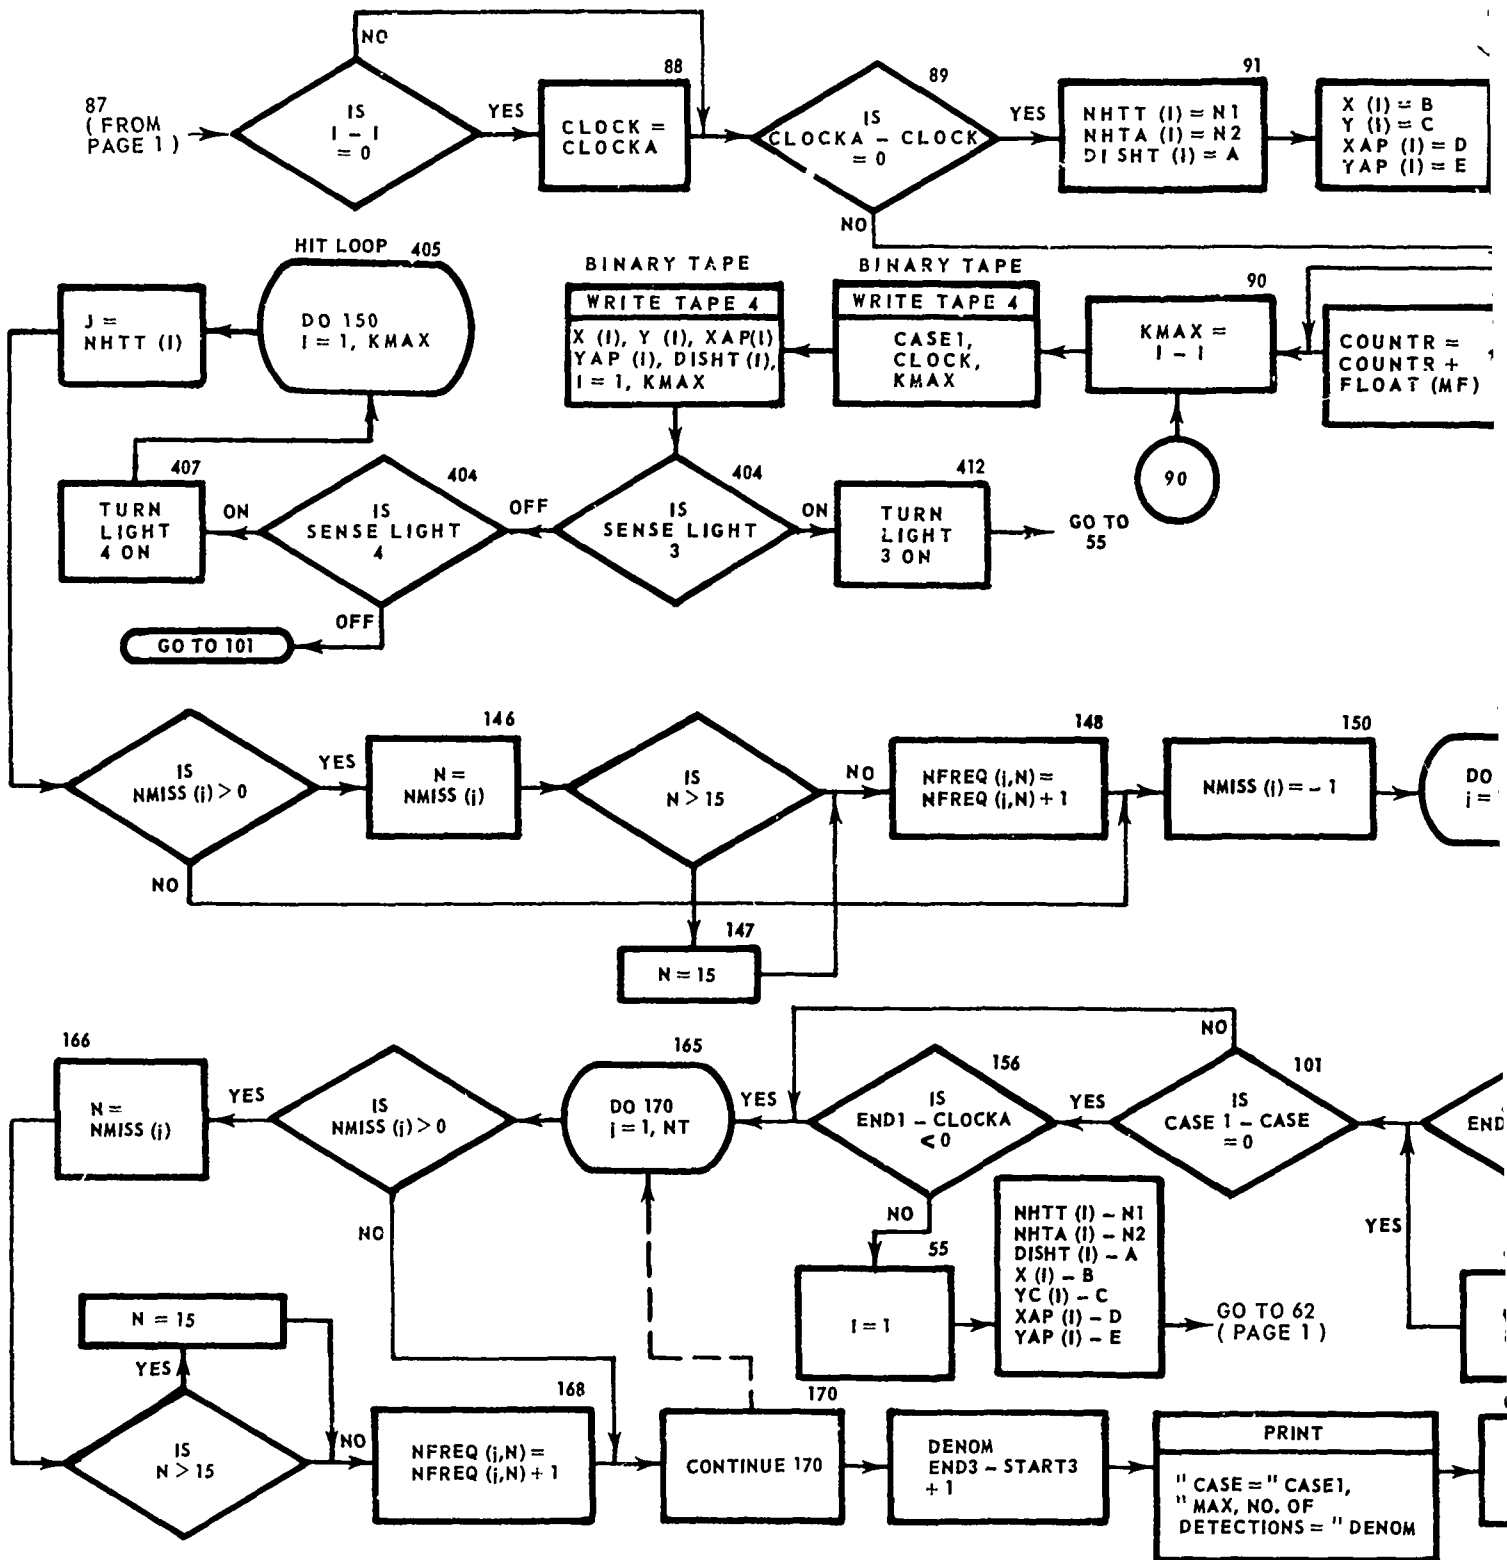 NO
87
( FROM
PAGE 1 )
IS
I - 1
= 0
YES
88
CLOCK =
CLOCKA
89
IS
CLOCKA - CLOCK
= 0
YES
NO
91
NHTT (I) = N1
NHTA (I) = N2
DISHT (I) = A
X (I) = B
Y (I) = C
XAP (I) = D
YAP (I) = E
HIT LOOP 405
J =
NHTT (I)
DO 150
I = 1, KMAX
BINARY TAPE
WRITE TAPE 4
X (I), Y (I), XAP(I)
YAP (I), DISHT (I),
I = 1, KMAX
BINARY TAPE
WRITE TAPE 4
CASE1,
CLOCK,
KMAX
90
KMAX =
I - 1
COUNTR =
COUNTR +
FLOAT (MF)
90
407
TURN
LIGHT
4 ON
ON
404
IS
SENSE LIGHT
4
OFF
404
IS
SENSE LIGHT
3
ON
412
TURN
LIGHT
3 ON
GO TO
55
OFF
GO TO 101
IS
NMISS (j) > 0
YES
NO
146
N =
NMISS (j)
IS
N > 15
NO
148
NFREQ (j,N) =
NFREQ (j,N) + 1
150
NMISS (j) = - 1
DO
j =
147
N = 15
166
N =
NMISS (j)
YES
IS
NMISS (j) > 0
NO
165
DO 170
j = 1, NT
YES
156
IS
END1 - CLOCKA
< 0
NO
YES
NO
101
IS
CASE 1 - CASE
= 0
END
YES
55
I = 1
NHTT (I) - N1
NHTA (I) - N2
DISHT (I) - A
X (I) - B
YC (I) - C
XAP (I) - D
YAP (I) - E
GO TO 62
( PAGE 1 )
N = 15
YES
IS
N > 15
NO
168
NFREQ (j,N) =
NFREQ (j,N) + 1
170
CONTINUE 170
DENOM
END3 - START3
+ 1
PRINT
" CASE = " CASE1,
" MAX, NO. OF
DETECTIONS = " DENOM